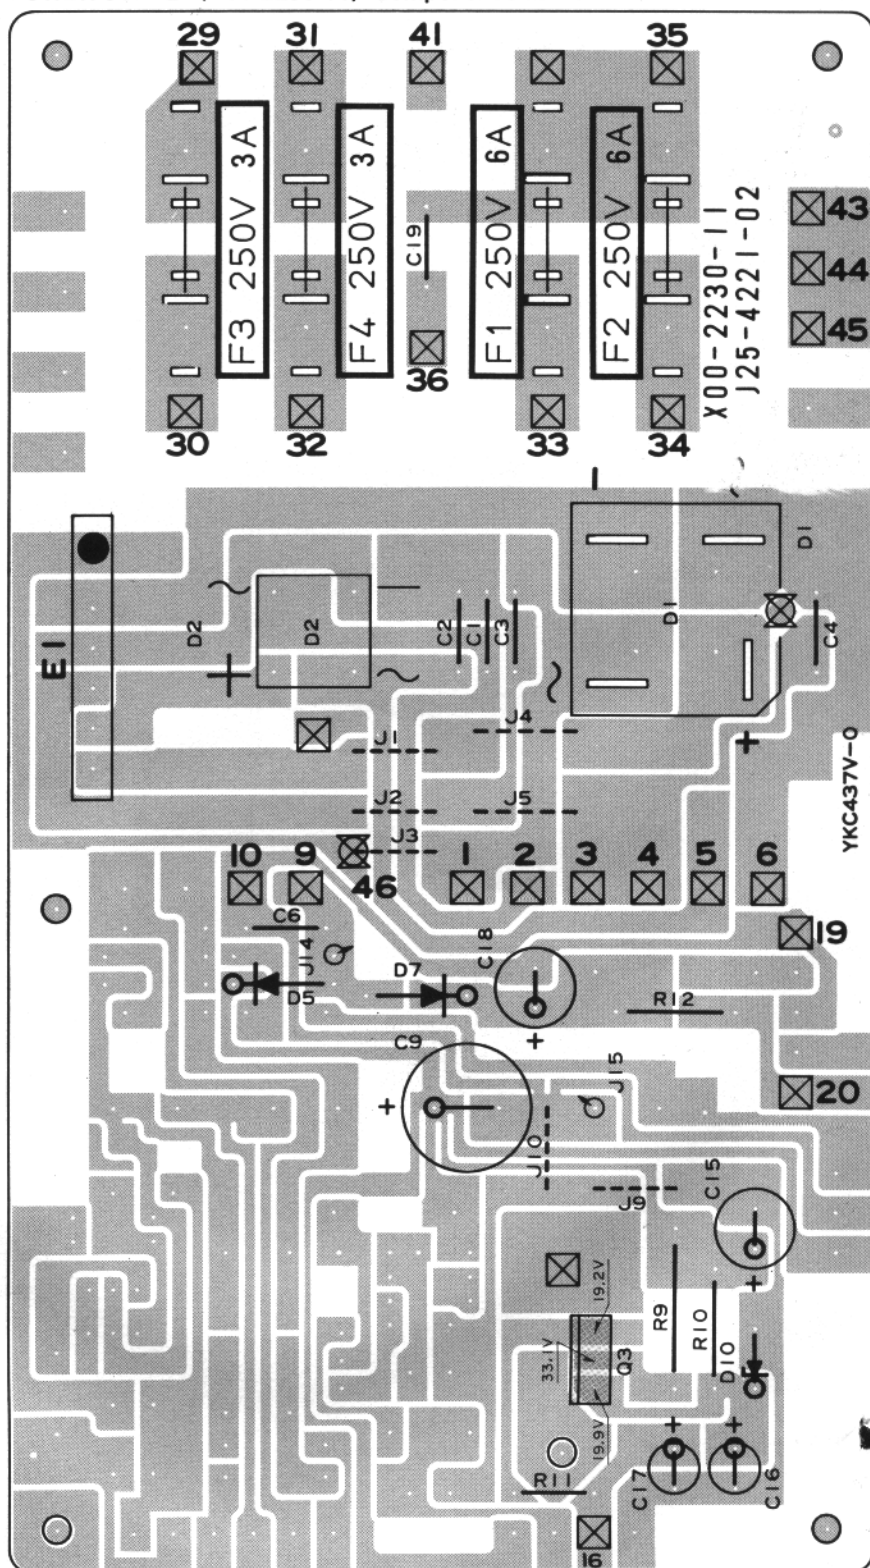 29 31 41 35
F3 250V 3A
F4 250V 3A
C19
F1 250V 6A
F2 250V 6A
X00-2230-11
J25-4221-02
43
44
45
36
30 32 33 34
E1
D2
D2
C2
C1
C3
D1
D1
C4
J1
J4
J2
J5
J3
YKC437V-0
10 9 46 1 2 3 4 5 6
19
C6
J14
D5
D7
C18
R12
C9
J15
20
J10
J9
C15
19.2V
33.1V
19.9V
Q3
R9
R10
D10
R11
C17
C16
16